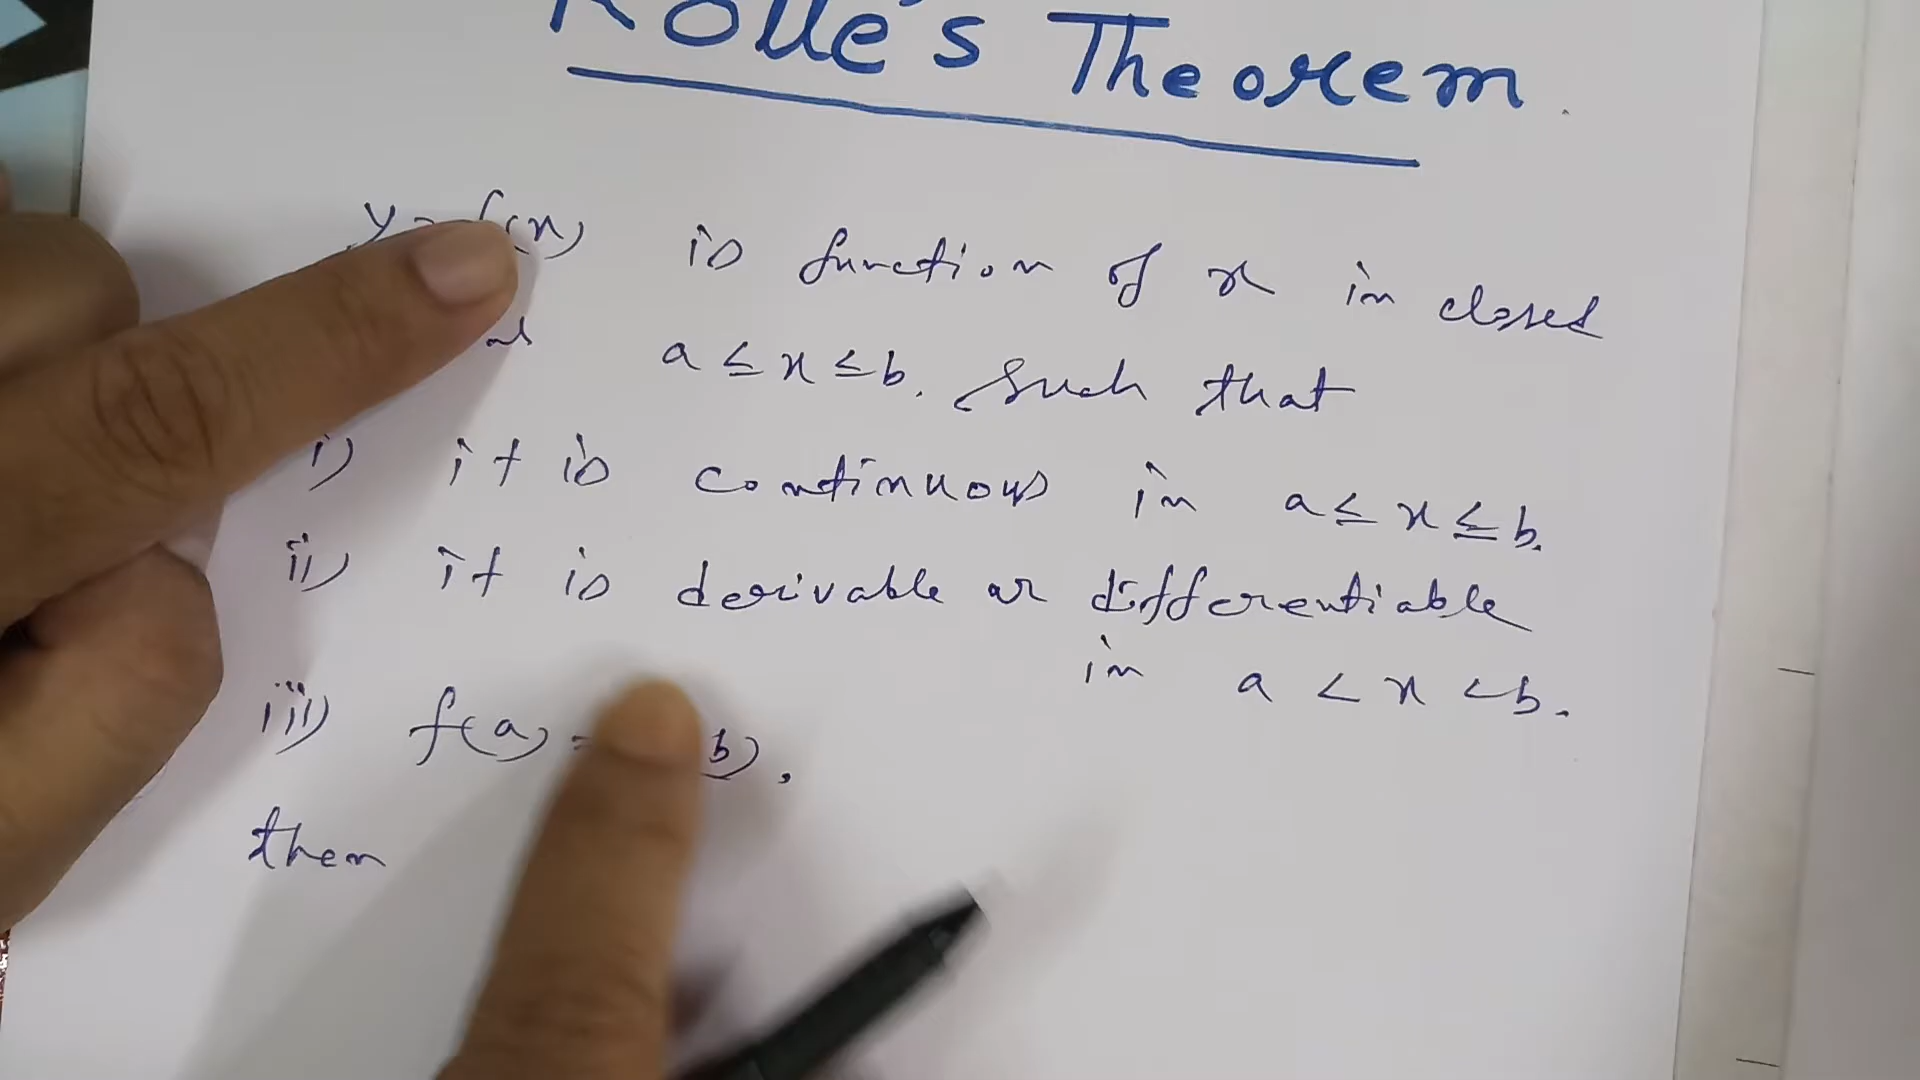 Rolle's Theorem
y = f(x) is function of x in closed
a ≤ x ≤ b. Such that
i) it is continuous in a ≤ x ≤ b.
ii) it is derivable or differentiable
in a < x < b.
iii) f(a) = b).
then